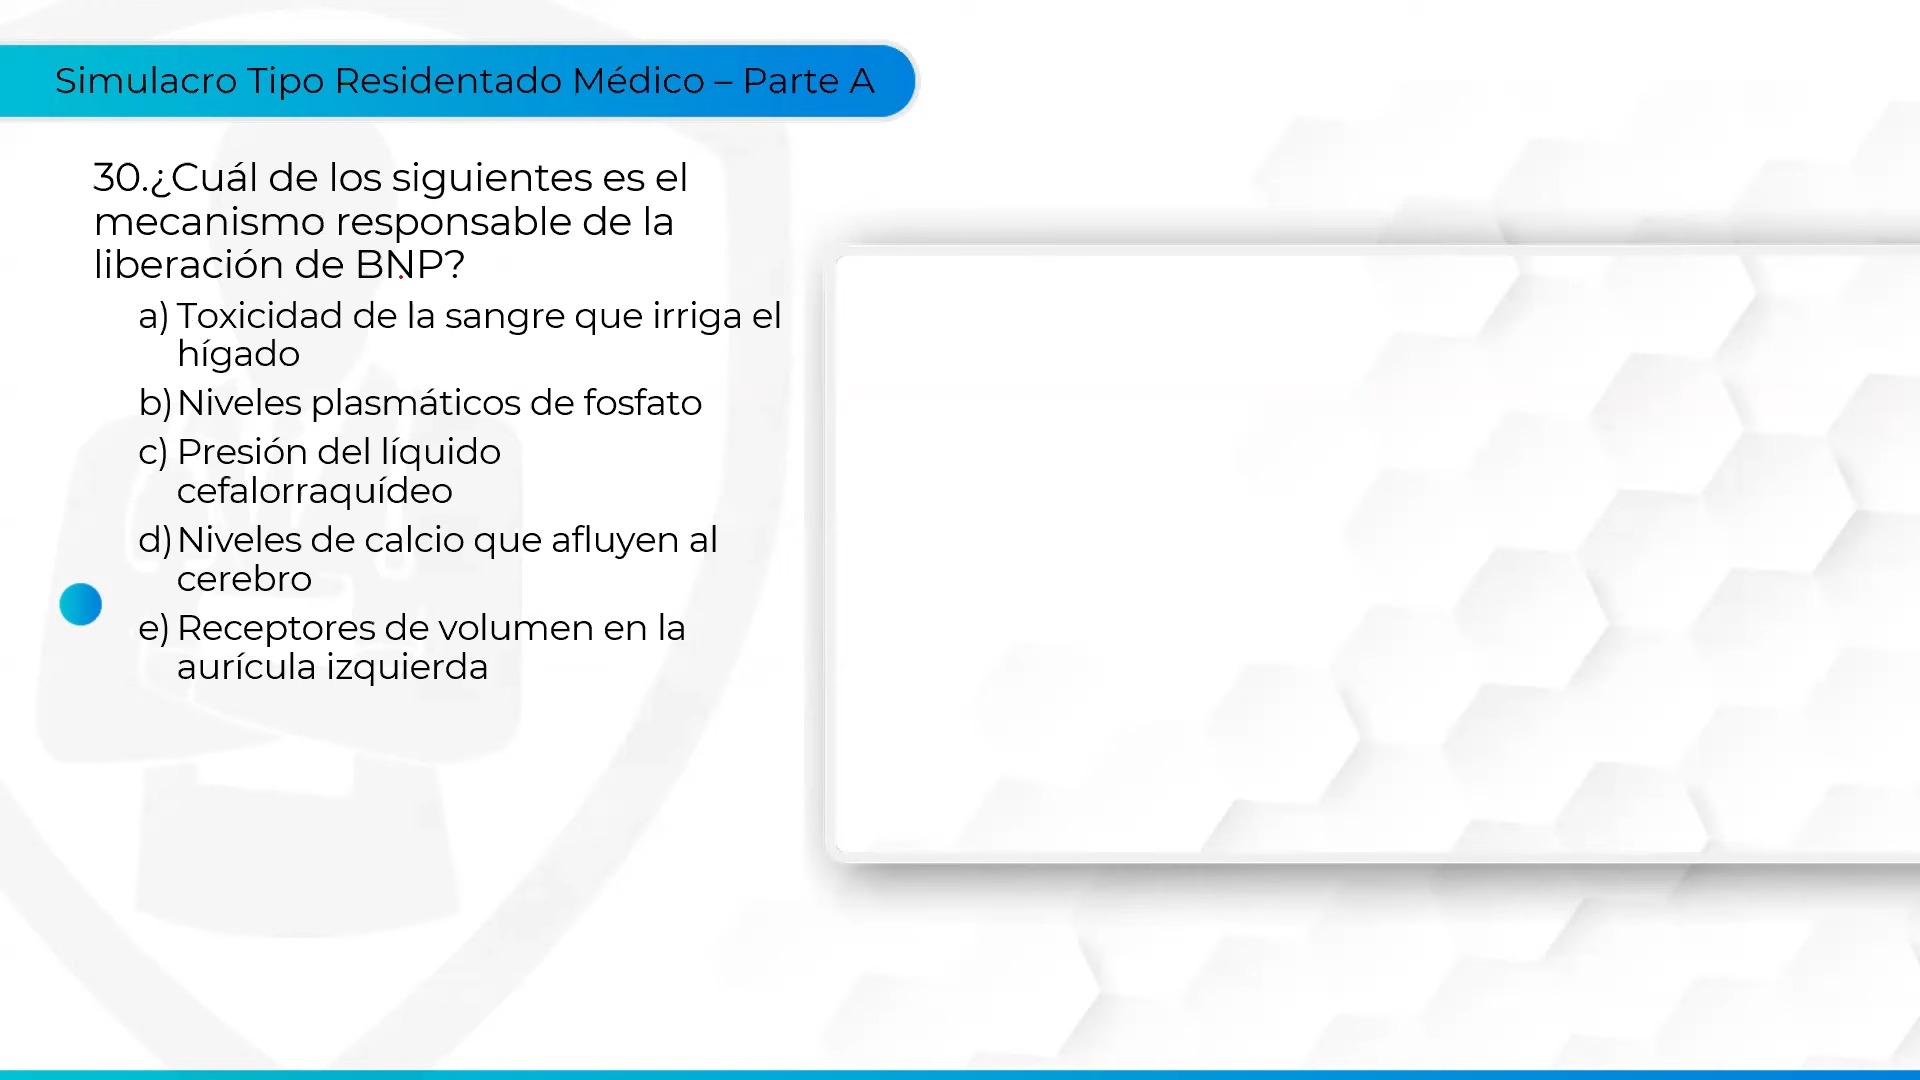 Simulacro Tipo Residentado Médico – Parte A
30.¿Cuál de los siguientes es el
mecanismo responsable de la
liberación de BNP?
a) Toxicidad de la sangre que irriga el
hígado
b) Niveles plasmáticos de fosfato
c) Presión del líquido
cefalorraquídeo
d) Niveles de calcio que afluyen al
cerebro
e) Receptores de volumen en la
aurícula izquierda